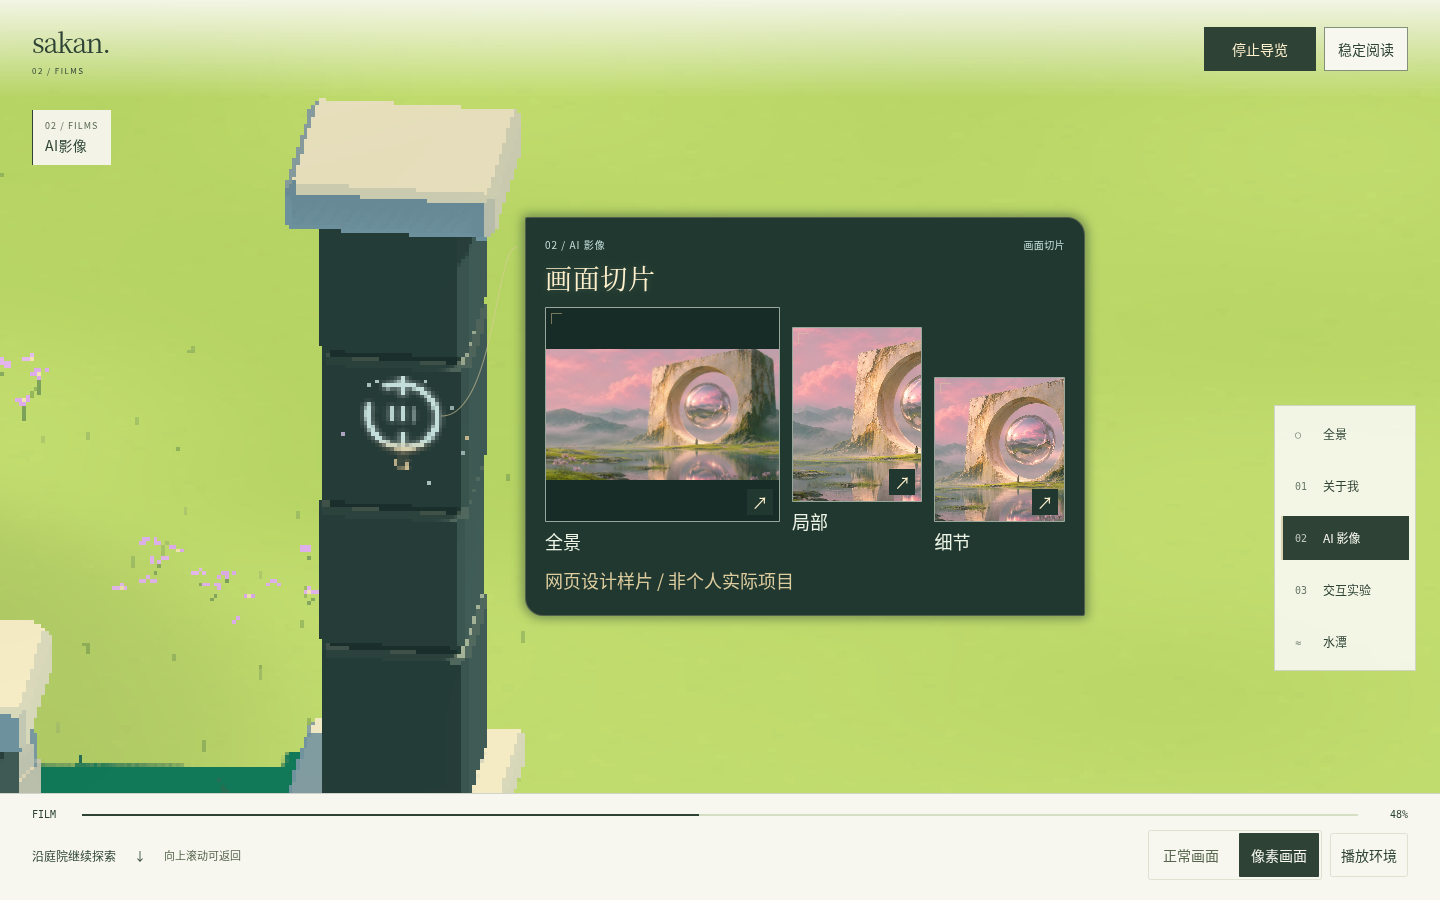 sakan.
02 / FILMS
停止导览
稳定阅读
02 / FILMS
AI影像
02 / AI 影像
画面切片
画面切片
全景
局部
细节
网页设计样片 / 非个人实际项目
全景
01 关于我
02 AI 影像
03 交互实验
≈ 水潭
FILM
48%
沿庭院继续探索 ↓ 向上滚动可返回
正常画面
像素画面
播放环境